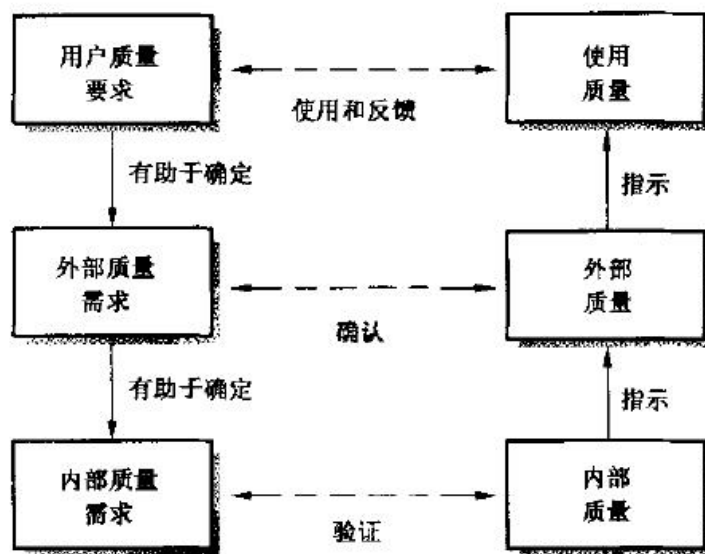 用户质量
要求
使用
质量
使用和反馈
有助于确定
指示
外部质量
需求
外部
质量
确认
有助于确定
指示
内部质量
需求
内部
质量
验证